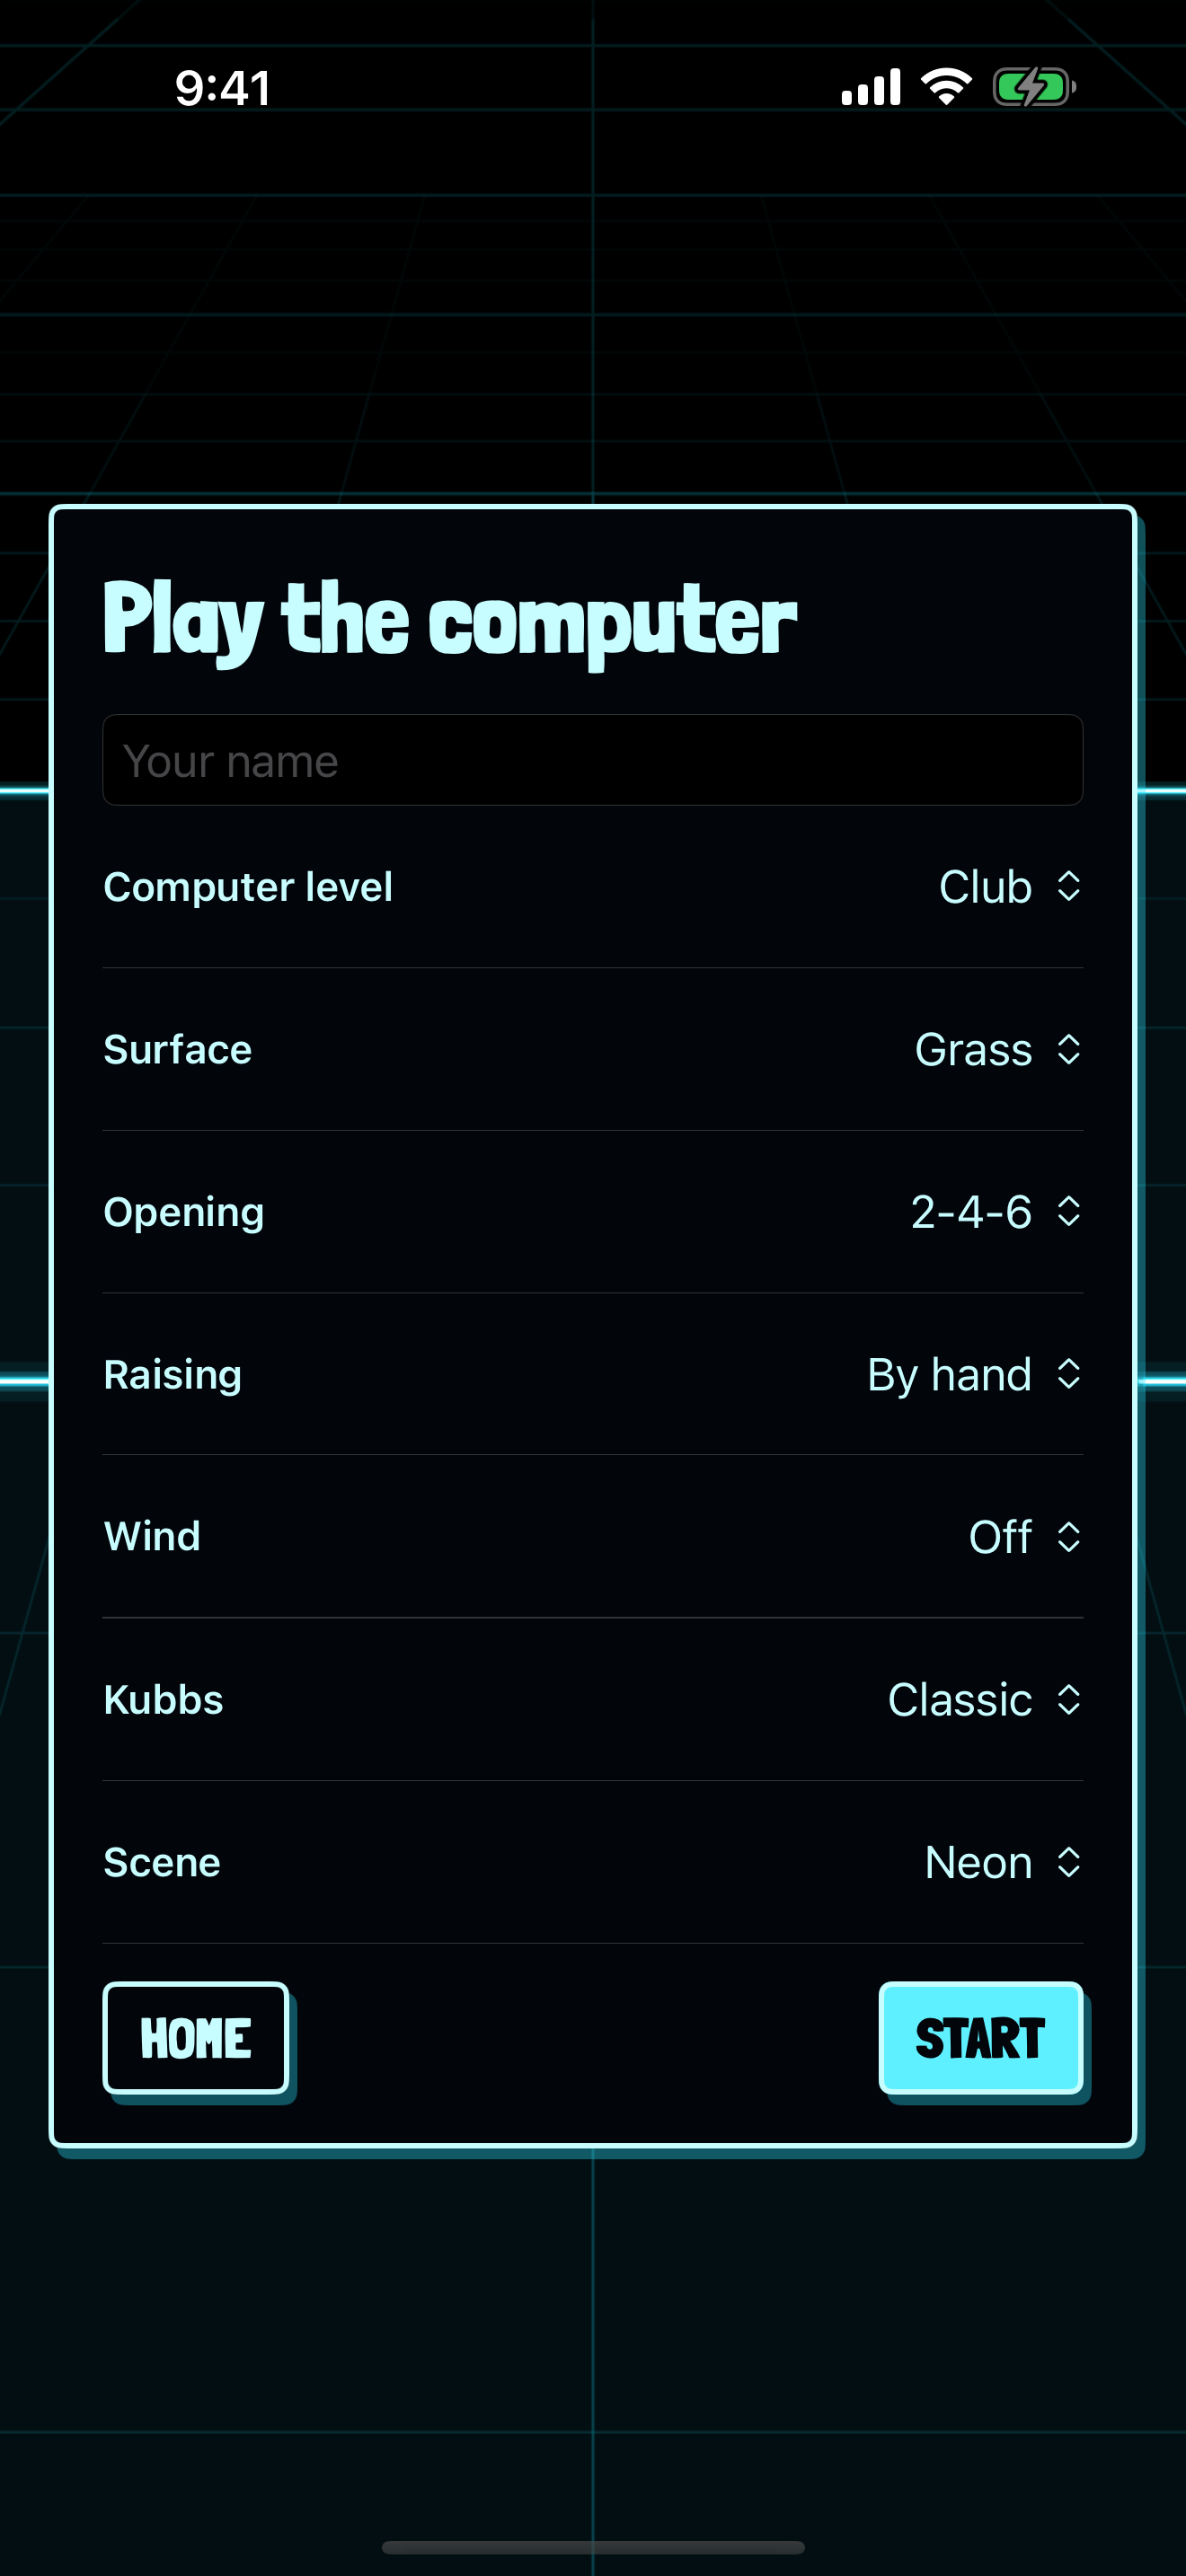 9:41
Play the computer
Your name
Computer level Club
Surface Grass
Opening 2-4-6
Raising By hand
Wind Off
Kubbs Classic
Scene Neon
HOME START